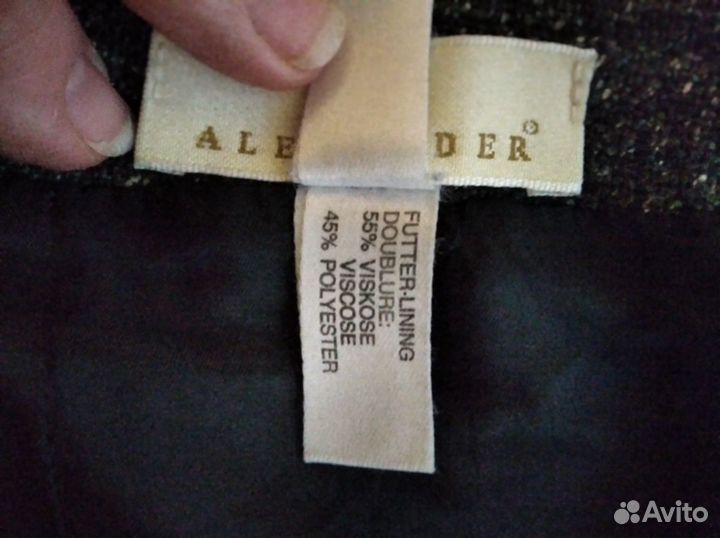 ALE DER®
FUTTER-LINING
DOUBLURE:
55% VISKOSE
VISCOSE
45% POLYESTER
Avito